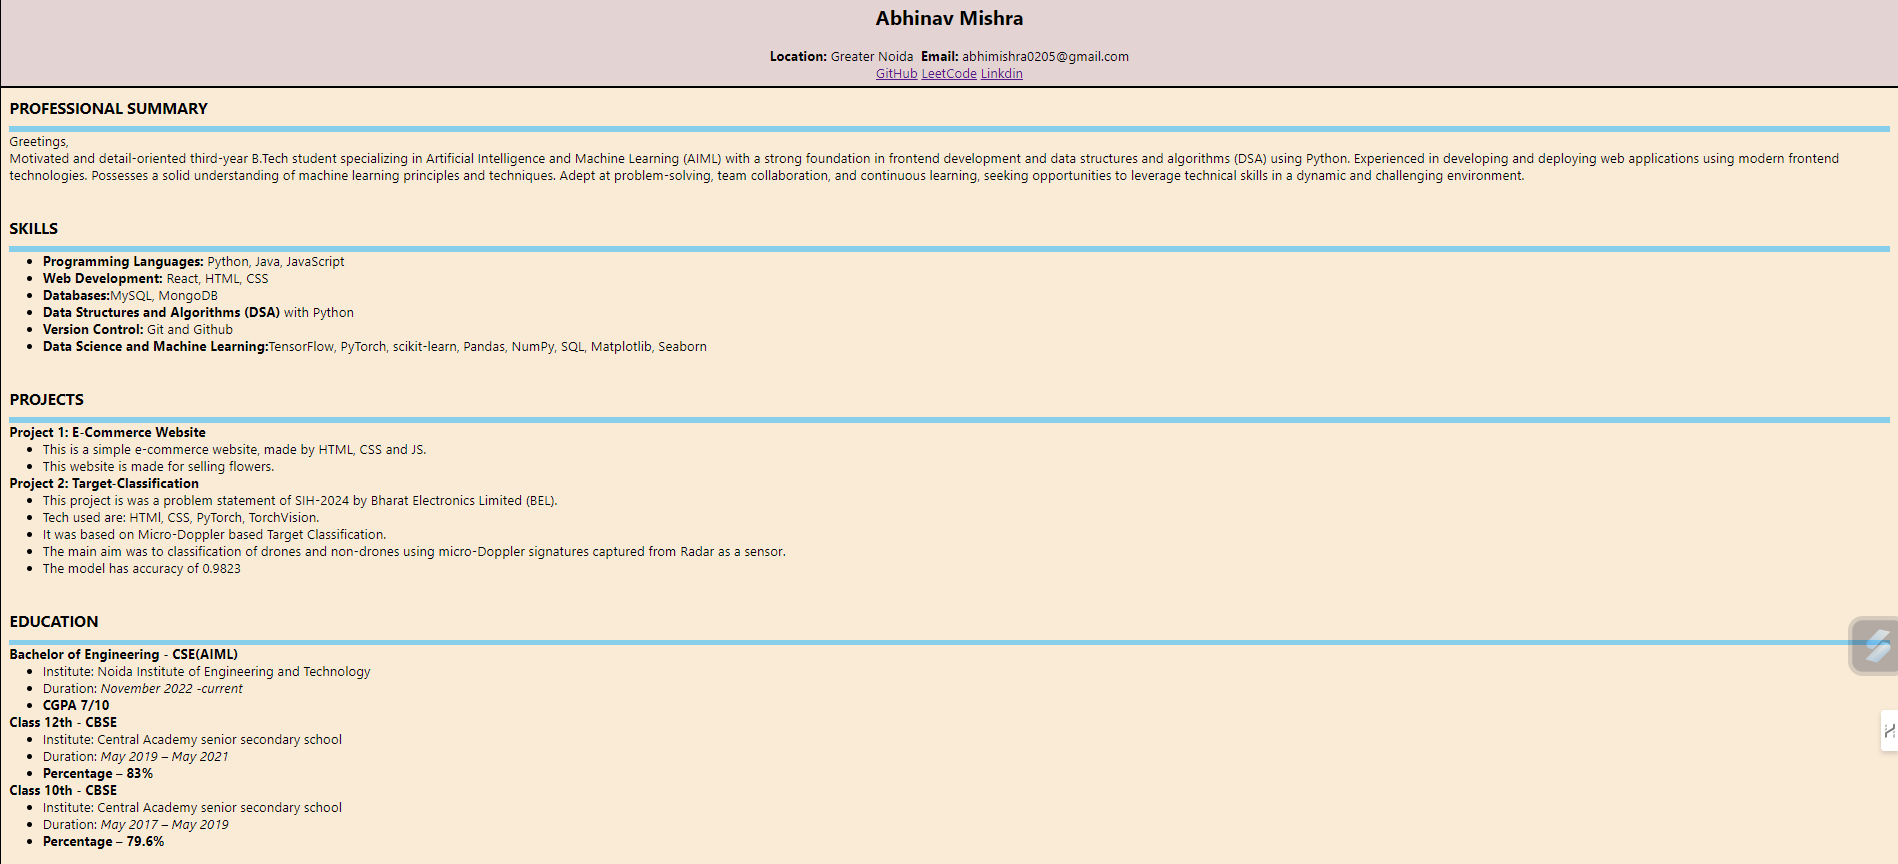 Abhinav Mishra
Location: Greater Noida  Email: abhimishra0205@gmail.com
GitHub LeetCode Linkdin
PROFESSIONAL SUMMARY
Greetings,
Motivated and detail-oriented third-year B.Tech student specializing in Artificial Intelligence and Machine Learning (AIML) with a strong foundation in frontend development and data structures and algorithms (DSA) using Python. Experienced in developing and deploying web applications using modern frontend
technologies. Possesses a solid understanding of machine learning principles and techniques. Adept at problem-solving, team collaboration, and continuous learning, seeking opportunities to leverage technical skills in a dynamic and challenging environment.
SKILLS
• Programming Languages: Python, Java, JavaScript
• Web Development: React, HTML, CSS
• Databases:MySQL, MongoDB
• Data Structures and Algorithms (DSA) with Python
• Version Control: Git and Github
• Data Science and Machine Learning:TensorFlow, PyTorch, scikit-learn, Pandas, NumPy, SQL, Matplotlib, Seaborn
PROJECTS
Project 1: E-Commerce Website
• This is a simple e-commerce website, made by HTML, CSS and JS.
• This website is made for selling flowers.
Project 2: Target-Classification
• This project is was a problem statement of SIH-2024 by Bharat Electronics Limited (BEL).
• Tech used are: HTMl, CSS, PyTorch, TorchVision.
• It was based on Micro-Doppler based Target Classification.
• The main aim was to classification of drones and non-drones using micro-Doppler signatures captured from Radar as a sensor.
• The model has accuracy of 0.9823
EDUCATION
Bachelor of Engineering - CSE(AIML)
• Institute: Noida Institute of Engineering and Technology
• Duration: November 2022 -current
• CGPA 7/10
Class 12th - CBSE
• Institute: Central Academy senior secondary school
• Duration: May 2019 – May 2021
• Percentage – 83%
Class 10th - CBSE
• Institute: Central Academy senior secondary school
• Duration: May 2017 – May 2019
• Percentage – 79.6%